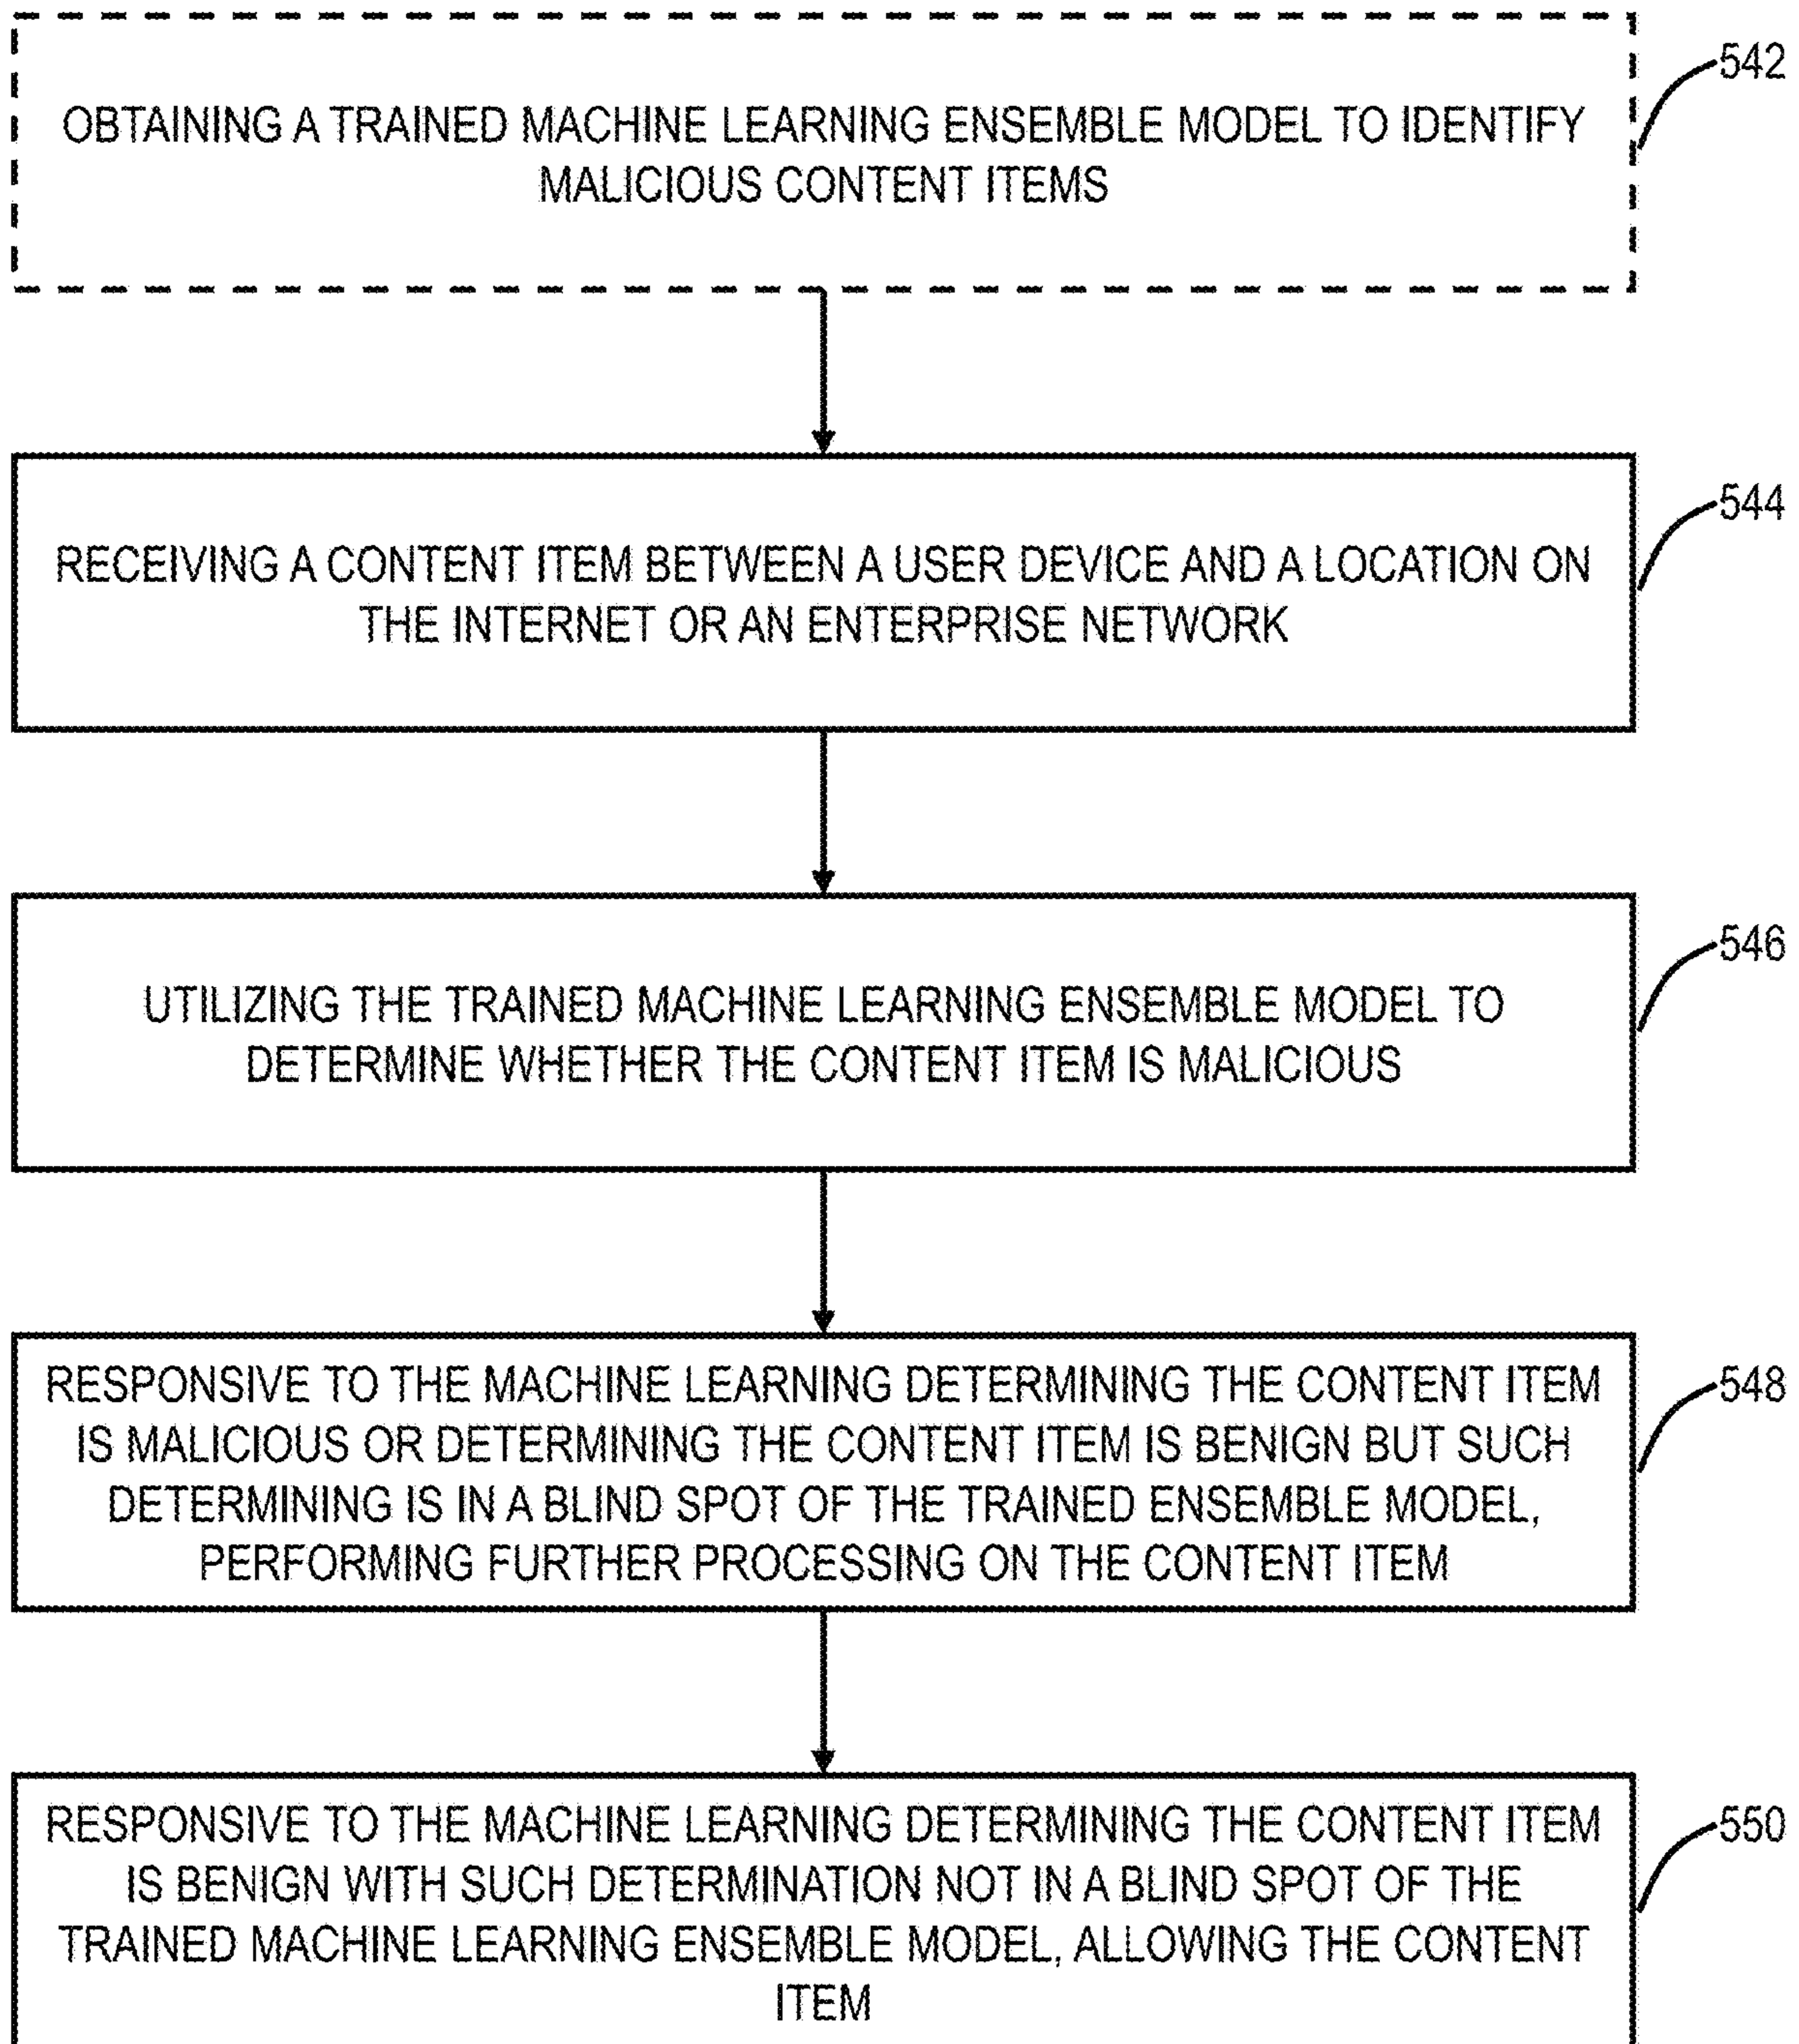 542
OBTAINING A TRAINED MACHINE LEARNING ENSEMBLE MODEL TO IDENTIFY
MALICIOUS CONTENT ITEMS
544
RECEIVING A CONTENT ITEM BETWEEN A USER DEVICE AND A LOCATION ON
THE INTERNET OR AN ENTERPRISE NETWORK
546
UTILIZING THE TRAINED MACHINE LEARNING ENSEMBLE MODEL TO
DETERMINE WHETHER THE CONTENT ITEM IS MALICIOUS
548
RESPONSIVE TO THE MACHINE LEARNING DETERMINING THE CONTENT ITEM
IS MALICIOUS OR DETERMINING THE CONTENT ITEM IS BENIGN BUT SUCH
DETERMINING IS IN A BLIND SPOT OF THE TRAINED ENSEMBLE MODEL,
PERFORMING FURTHER PROCESSING ON THE CONTENT ITEM
550
RESPONSIVE TO THE MACHINE LEARNING DETERMINING THE CONTENT ITEM
IS BENIGN WITH SUCH DETERMINATION NOT IN A BLIND SPOT OF THE
TRAINED MACHINE LEARNING ENSEMBLE MODEL, ALLOWING THE CONTENT
ITEM